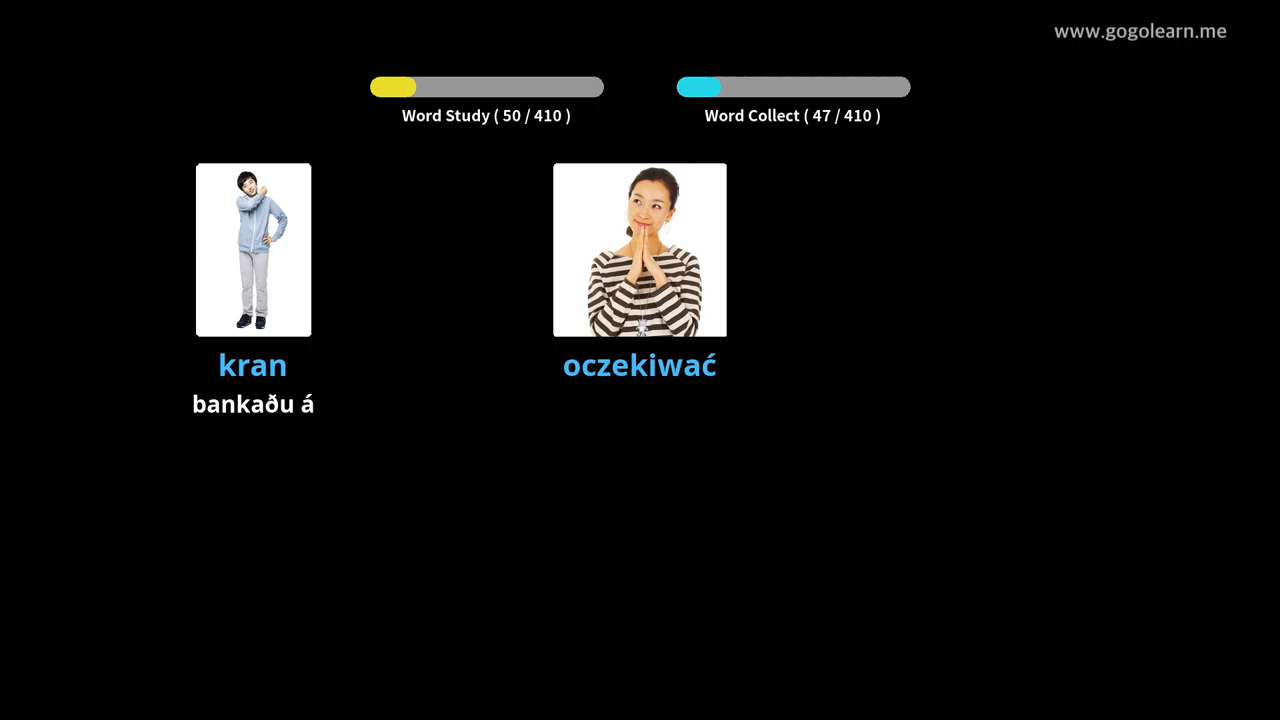 www.gogolearn.me
Word Study ( 50 / 410 )
Word Collect ( 47 / 410 )
kran
bankaðu á
oczekiwać